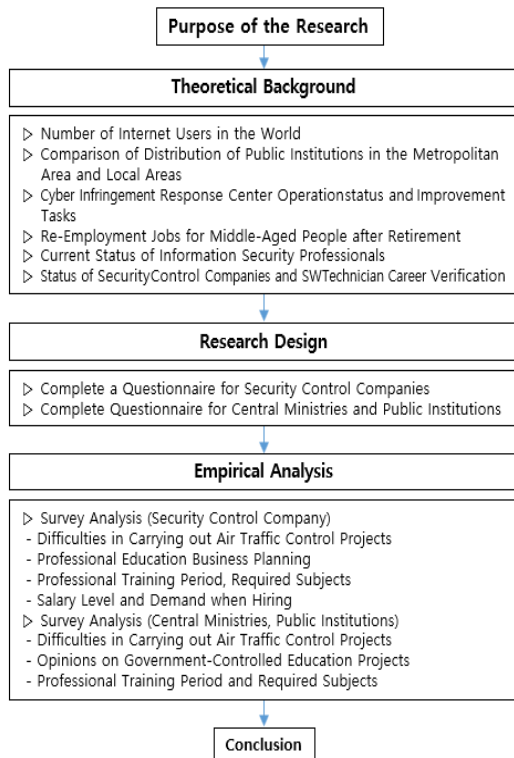 Purpose of the Research
Theoretical Background
▷ Number of Internet Users in the World
▷ Comparison of Distribution of Public Institutions in the Metropolitan
Area and Local Areas
▷ Cyber Infringement Response Center Operationstatus and Improvement
Tasks
▷ Re-Employment Jobs for Middle-Aged People after Retirement
▷ Current Status of Information Security Professionals
▷ Status of SecurityControl Companies and SWTechnician Career Verification
Research Design
▷ Complete a Questionnaire for Security Control Companies
▷ Complete Questionnaire for Central Ministries and Public Institutions
Empirical Analysis
▷ Survey Analysis (Security Control Company)
- Difficulties in Carrying out Air Traffic Control Projects
- Professional Education Business Planning
- Professional Training Period, Required Subjects
- Salary Level and Demand when Hiring
▷ Survey Analysis (Central Ministries, Public Institutions)
- Difficulties in Carrying out Air Traffic Control Projects
- Opinions on Government-Controlled Education Projects
- Professional Training Period and Required Subjects
Conclusion